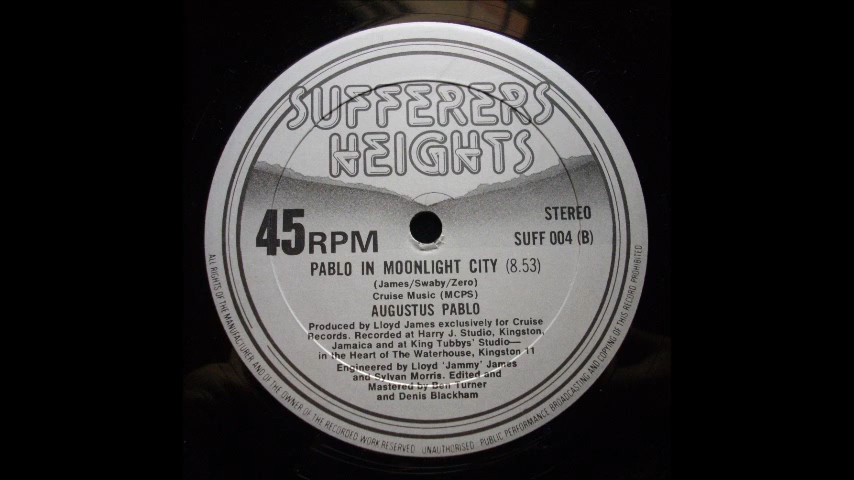 SUFFERERS
HEIGHTS
45RPM
STEREO
SUFF 004 (B)
PABLO IN MOONLIGHT CITY (8.53)
(James/Swaby/Zero)
Cruise Music (MCPS)
AUGUSTUS PABLO
Produced by Lloyd James exclusively for Cruise
Records. Recorded at Harry J. Studio, Kingston,
Jamaica and at King Tubbys' Studio—
in the Heart of The Waterhouse, Kingston 11
Engineered by Lloyd 'Jammy' James
and Sylvan Morris. Edited and
Mastered by Ben Turner
and Denis Blackham
ALL RIGHTS OF THE MANUFACTURER AND OF THE OWNER OF THE RECORDED WORK RESERVED. UNAUTHORISED PUBLIC PERFORMANCE BROADCASTING AND COPYING OF THIS RECORD PROHIBITED